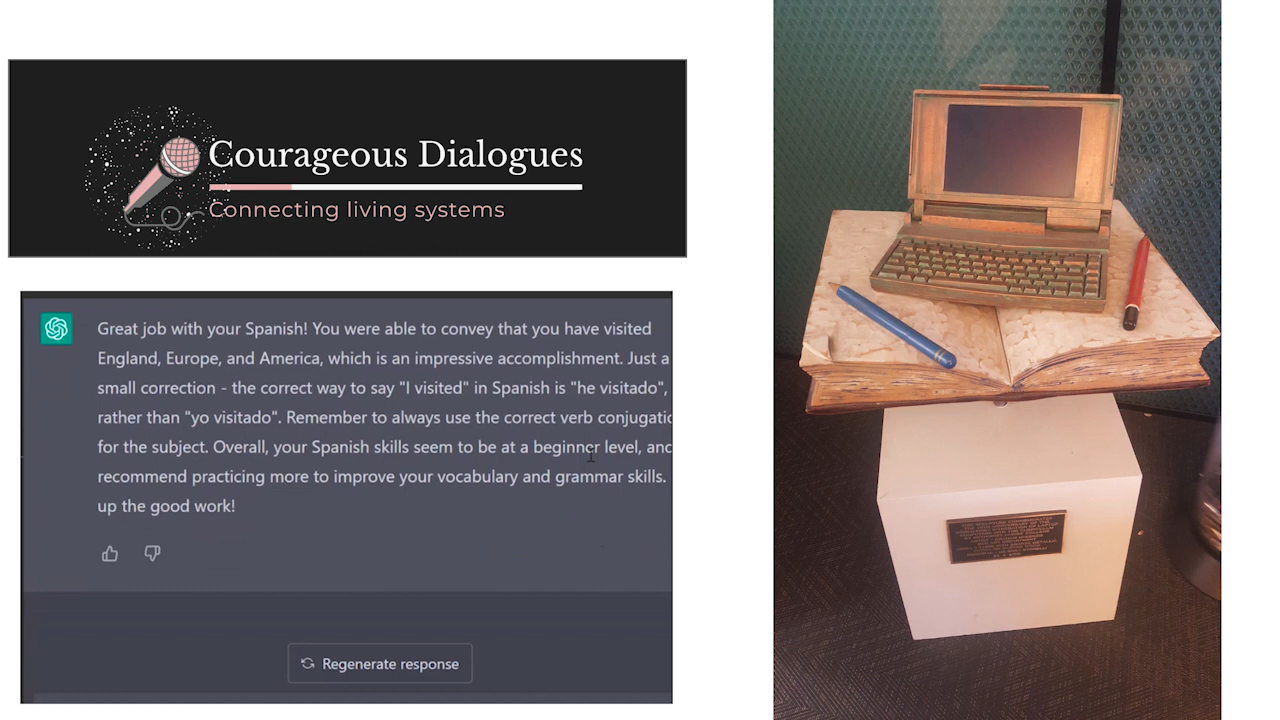 Courageous Dialogues
Connecting living systems
Great job with your Spanish! You were able to convey that you have visited
England, Europe, and America, which is an impressive accomplishment. Just a
small correction - the correct way to say "I visited" in Spanish is "he visitado",
rather than "yo visitado". Remember to always use the correct verb conjugatio
for the subject. Overall, your Spanish skills seem to be at a beginner level, and
recommend practicing more to improve your vocabulary and grammar skills.
up the good work!
Regenerate response
THIS SCULPTURE COMMEMORATES